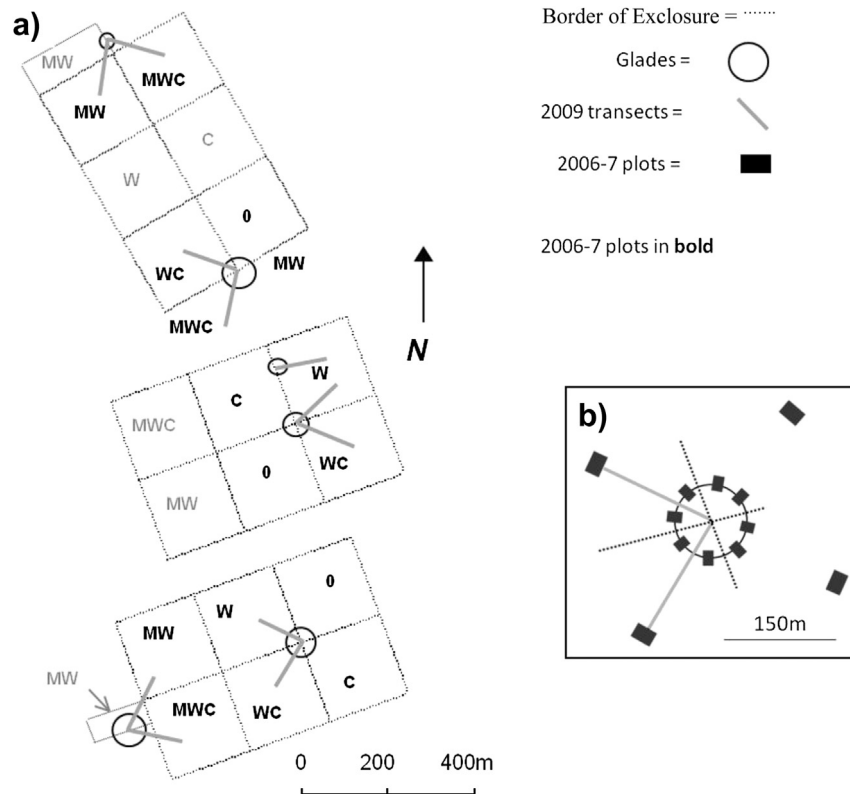 a)
MW
MWC
MW
C
W
0
WC
MW
MWC
N
W
C
MWC
0
WC
MW
0
W
MW
MW
MWC
WC
C
0 200 400m
Border of Exclosure =
Glades =
2009 transects =
2006-7 plots =
2006-7 plots in bold
b)
150m